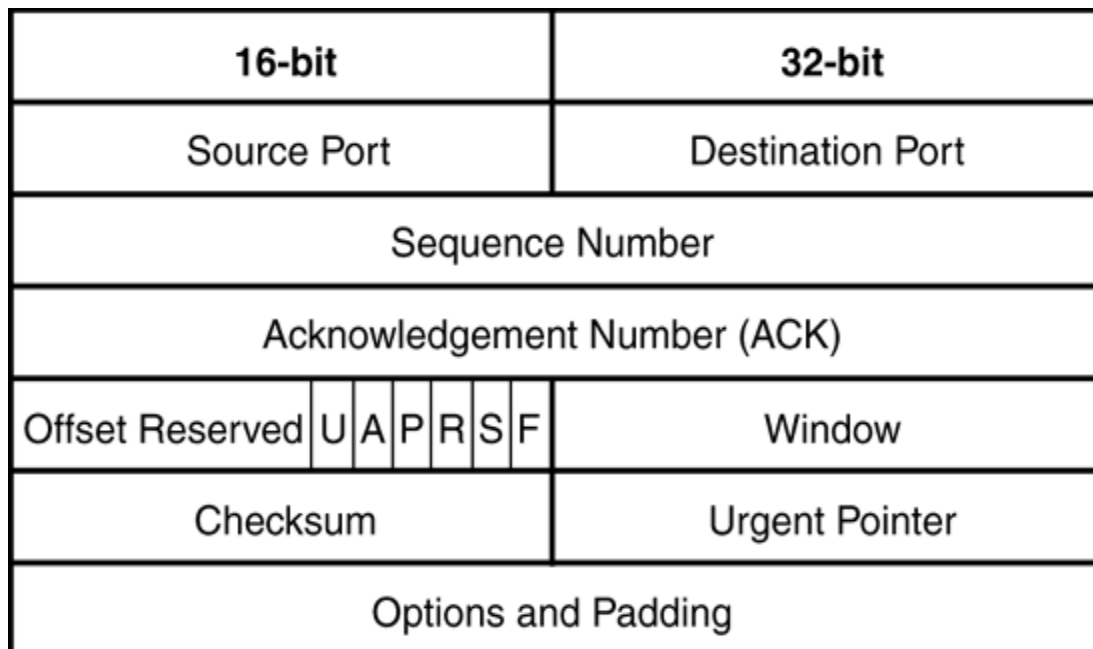 16-bit 32-bit
Source Port Destination Port
Sequence Number
Acknowledgement Number (ACK)
Offset Reserved U A P R S F Window
Checksum Urgent Pointer
Options and Padding